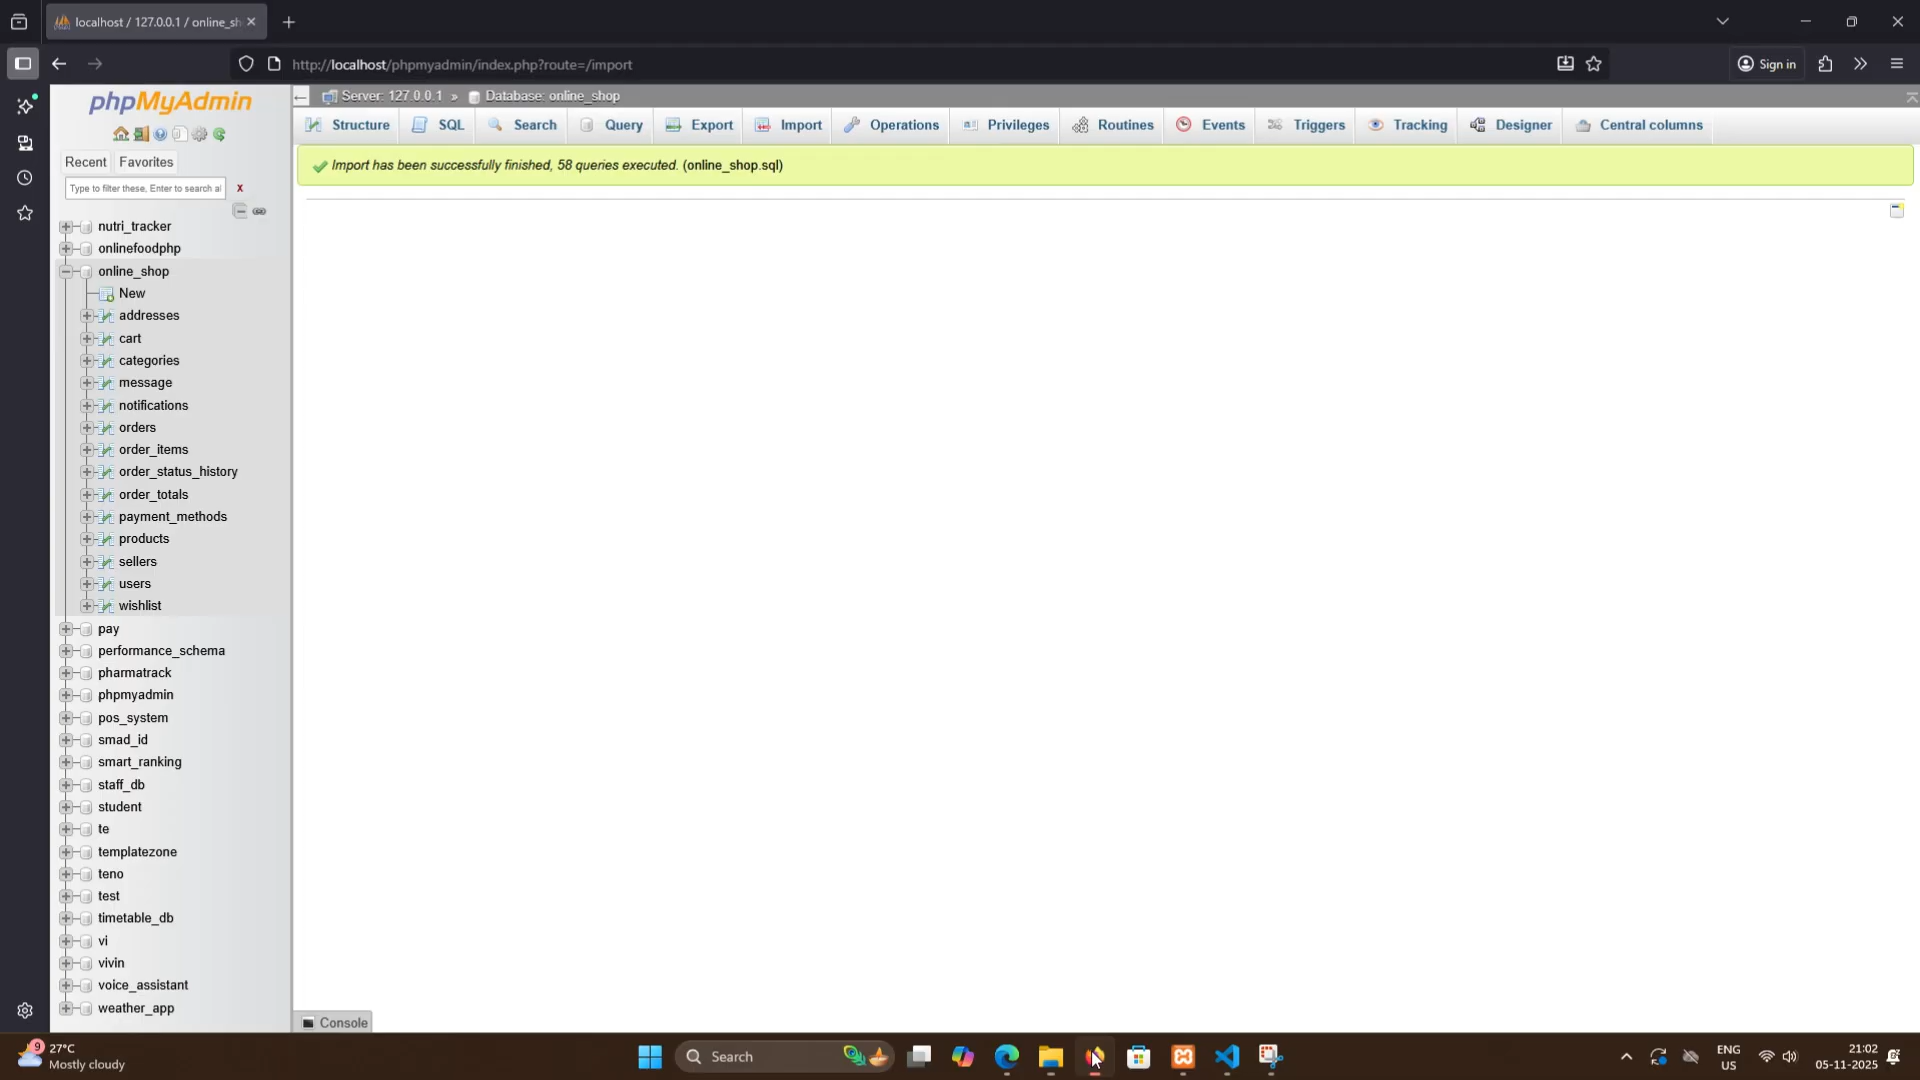 localhost / 127.0.0.1 / online_sh
http://localhost/phpmyadmin/index.php?route=/import
Sign in
phpMyAdmin
Recent
Favorites
Type to filter these, Enter to search al
x
nutri_tracker
onlinefoodphp
online_shop
New
addresses
cart
categories
message
notifications
orders
order_items
order_status_history
order_totals
payment_methods
products
sellers
users
wishlist
pay
performance_schema
pharmatrack
phpmyadmin
pos_system
smad_id
smart_ranking
staff_db
student
te
templatezone
teno
test
timetable_db
vi
vivin
voice_assistant
weather_app
Server: 127.0.0.1 » Database: online_shop
Structure SQL Search Query Export Import Operations Privileges Routines Events Triggers Tracking Designer Central columns
Import has been successfully finished, 58 queries executed. (online_shop.sql)
Console
9
27°C
Mostly cloudy
Search
ENG
US
21:02
05-11-2025